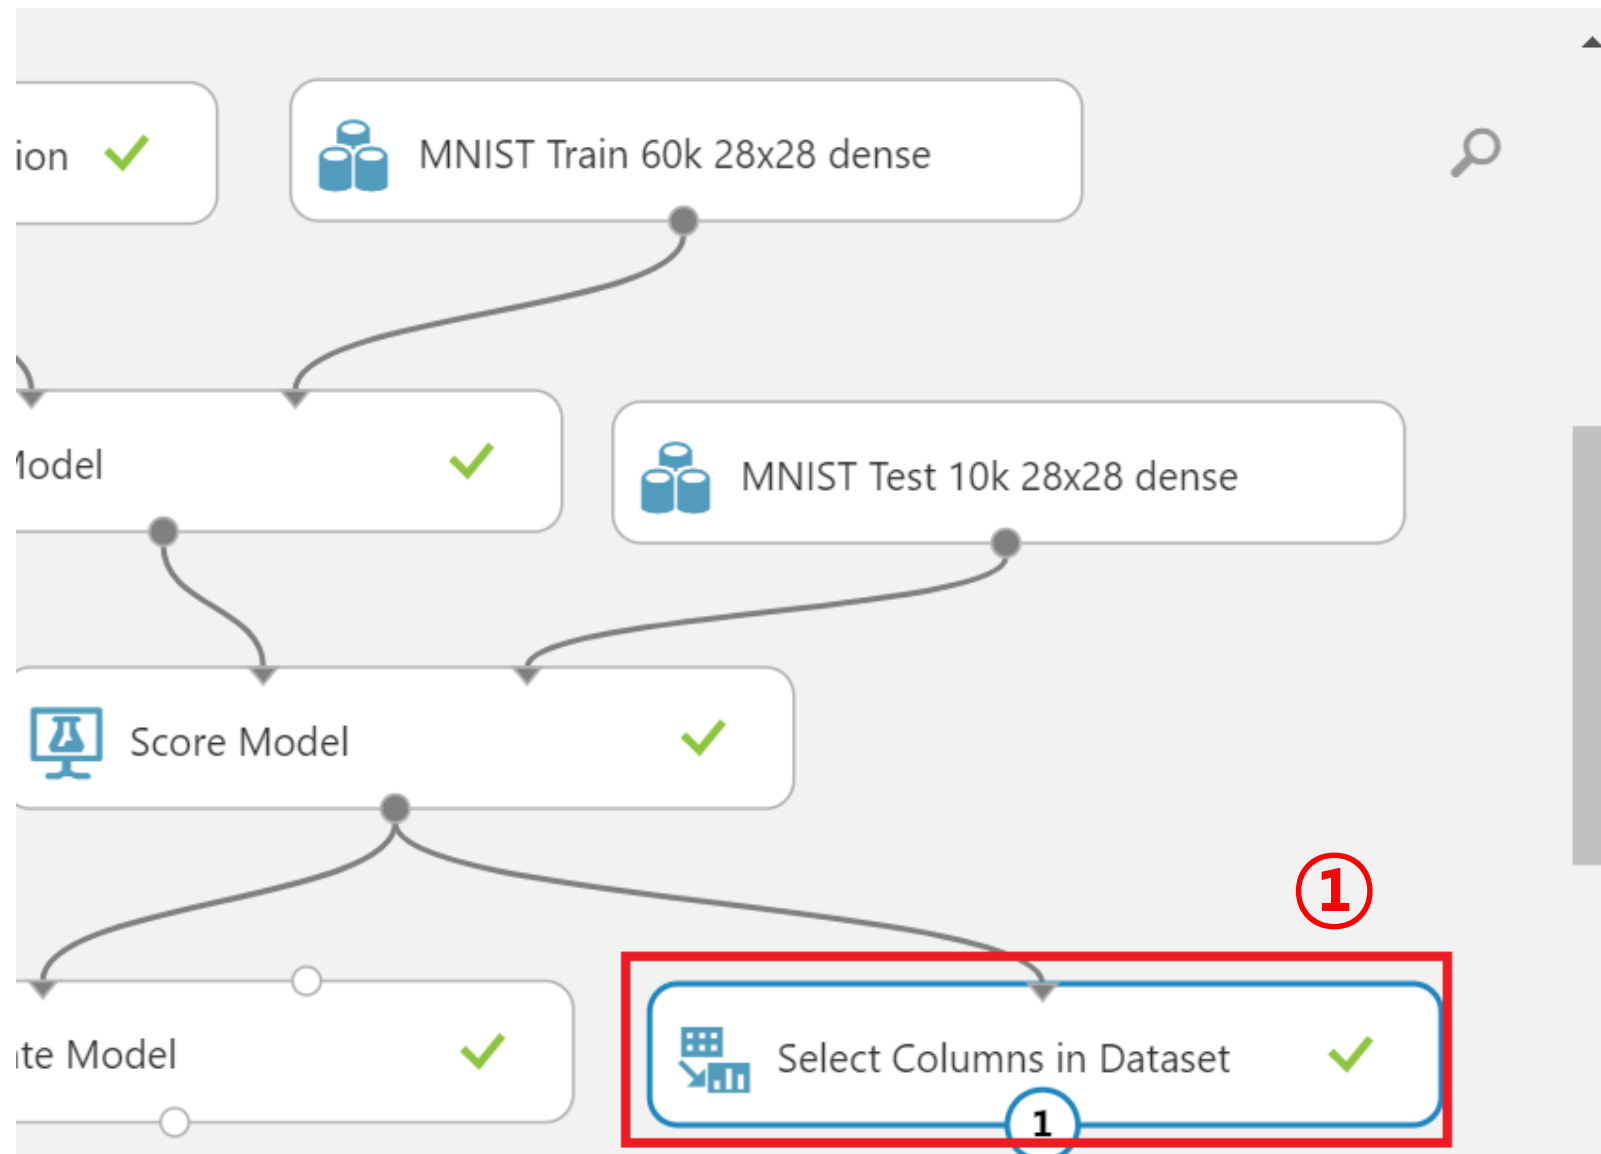 ion
MNIST Train 60k 28x28 dense
Model
MNIST Test 10k 28x28 dense
Score Model
①
te Model
Select Columns in Dataset
1